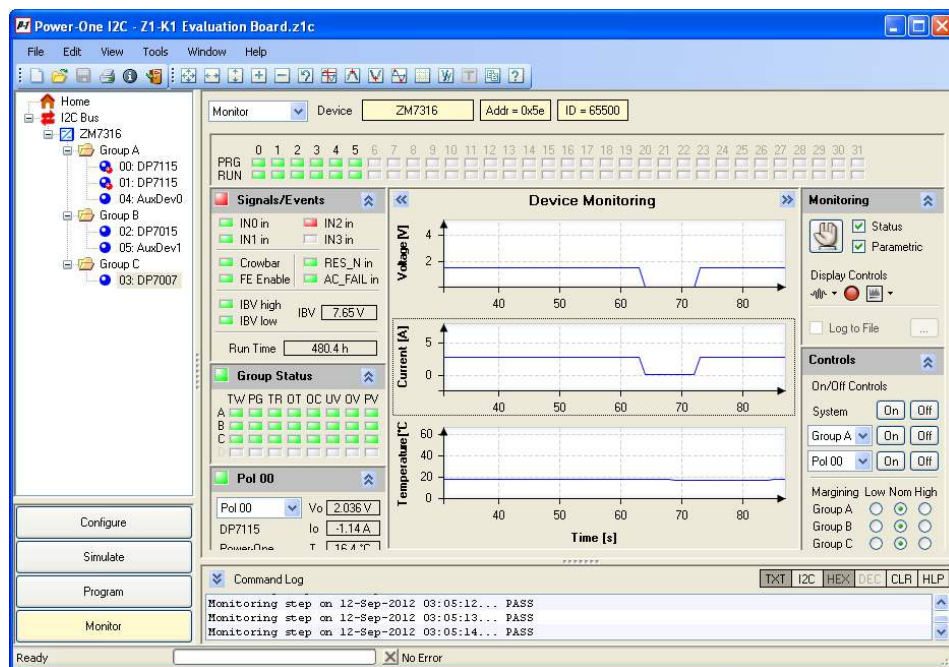 Power-One I2C - Z1-K1 Evaluation Board.z1c
File Edit View Tools Window Help
Home
I2C Bus
ZM7316
Group A
00: DP7115
01: DP7115
04: AuxDev0
Group B
02: DP7015
05: AuxDev1
Group C
03: DP7007
Configure
Simulate
Program
Monitor
Monitor Device ZM7316 Addr = 0x5e ID = 65500
0 1 2 3 4 5 6 7 8 9 10 11 12 13 14 15 16 17 18 19 20 21 22 23 24 25 26 27 28 29 30 31
PRG
RUN
Signals/Events
IN0 in IN2 in
IN1 in IN3 in
Crowbar RES_N in
FE Enable AC_FAIL in
IBV high
IBV low
IBV 7.65 V
Run Time 480.4 h
Group Status
TW PG TR OT OC UV OV PV
A
B
C
D
Pol 00
Pol 00 Vo 2.036 V
DP7115 Io -1.14 A
Power-One T 16.4 °C
Device Monitoring
Voltage [V]
4
2
40 50 60 70 80
Current [A]
5
0
40 50 60 70 80
Temperature [°C
60
40
20
0
40 50 60 70 80
Time [s]
Monitoring
Status
Parametric
Display Controls
Log to File ...
Controls
On/Off Controls
System On Off
Group A On Off
Pol 00 On Off
Margining Low Nom High
Group A
Group B
Group C
Command Log TXT I2C HEX DEC CLR HLP
Monitoring step on 12-Sep-2012 03:05:12... PASS
Monitoring step on 12-Sep-2012 03:05:13... PASS
Monitoring step on 12-Sep-2012 03:05:14... PASS
Ready No Error